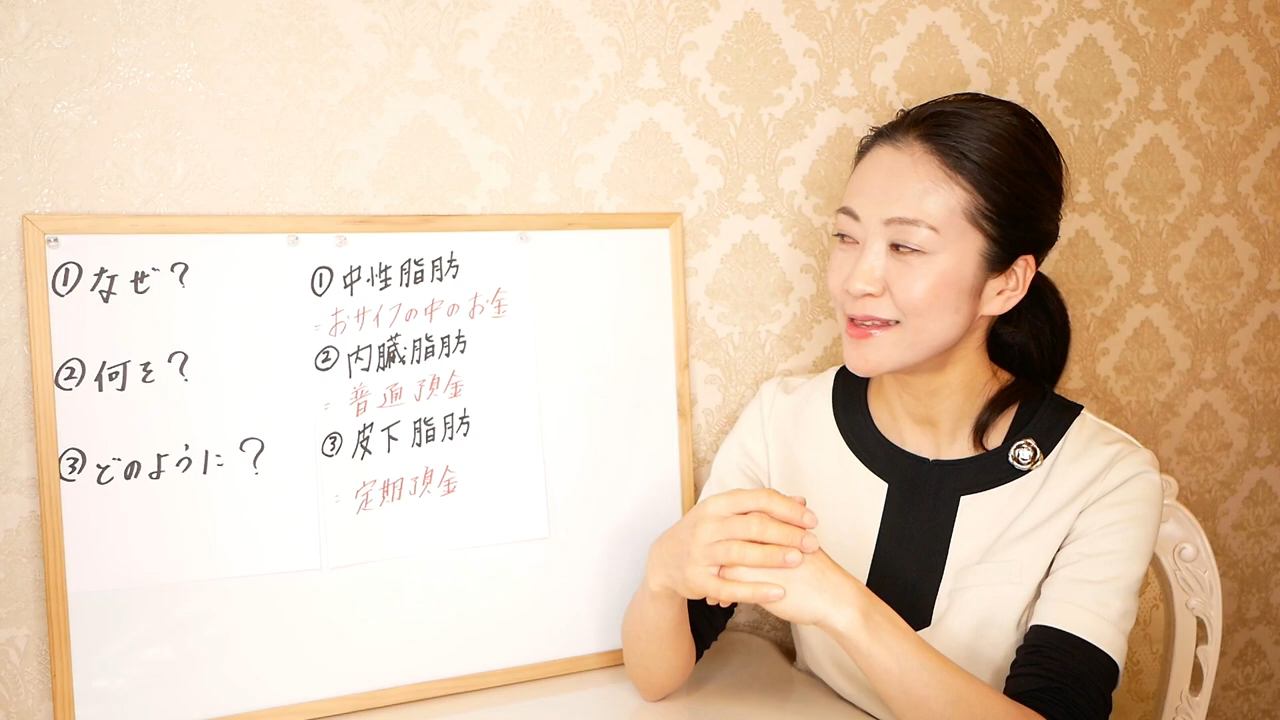 ①なぜ?
②何を?
③どのように?
①中性脂肪
=おサイフの中のお金
②内臓脂肪
=普通預金
③皮下脂肪
=定期預金